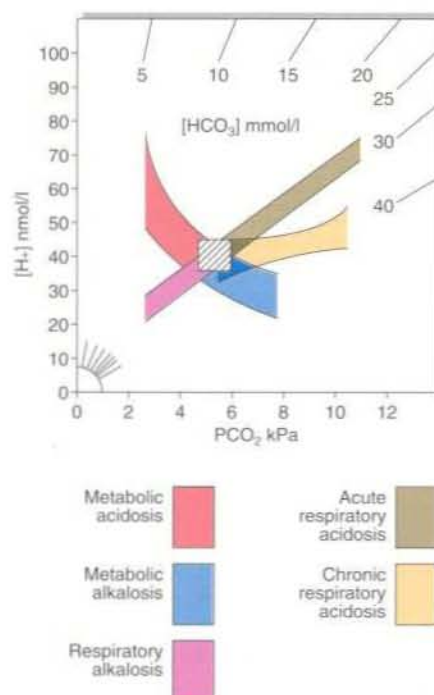 100
90
80
70
60
50
40
30
20
10
0
[H+] nmol/l
5
10
15
20
25
30
40
[HCO3] mmol/l
0
2
4
6
8
10
12
PCO2 kPa
Metabolic
acidosis
Metabolic
alkalosis
Respiratory
alkalosis
Acute
respiratory
acidosis
Chronic
respiratory
acidosis